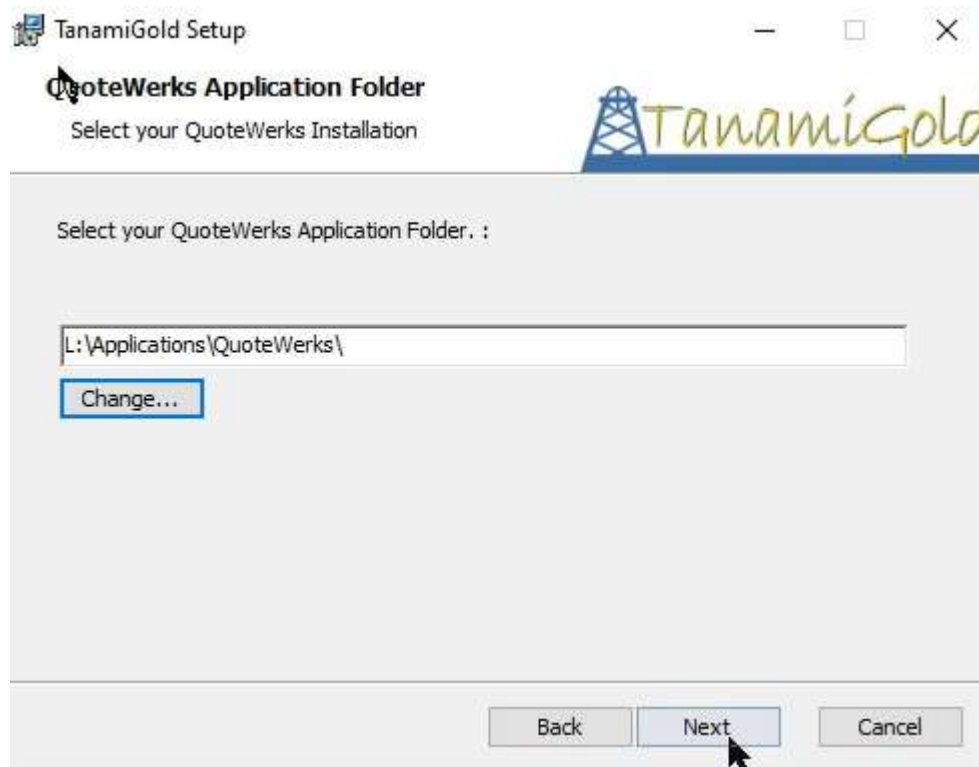 TanamiGold Setup
QuoteWerks Application Folder
Select your QuoteWerks Installation
TanamiGold
Select your QuoteWerks Application Folder. :
L:\Applications\QuoteWerks\
Change...
Back Next Cancel